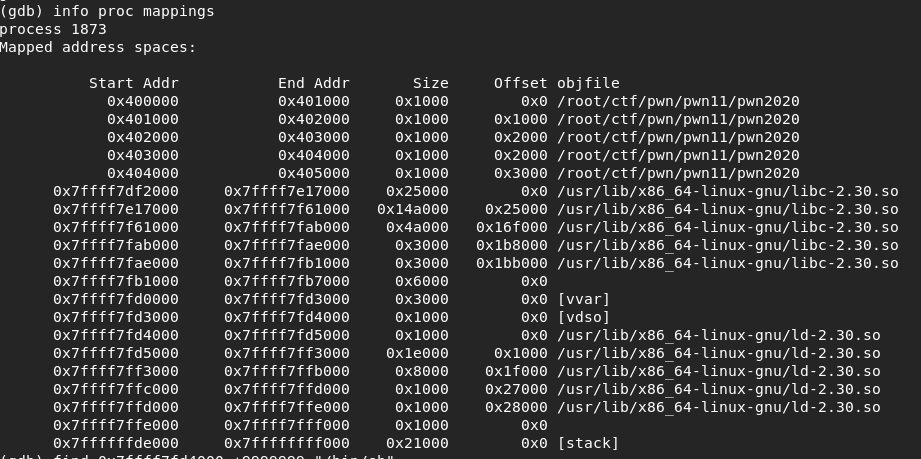 (gdb) info proc mappings
process 1873
Mapped address spaces:
Start Addr End Addr Size Offset objfile
0x400000 0x401000 0x1000 0x0 /root/ctf/pwn/pwn11/pwn2020
0x401000 0x402000 0x1000 0x1000 /root/ctf/pwn/pwn11/pwn2020
0x402000 0x403000 0x1000 0x2000 /root/ctf/pwn/pwn11/pwn2020
0x403000 0x404000 0x1000 0x2000 /root/ctf/pwn/pwn11/pwn2020
0x404000 0x405000 0x1000 0x3000 /root/ctf/pwn/pwn11/pwn2020
0x7ffff7df2000 0x7ffff7e17000 0x25000 0x0 /usr/lib/x86_64-linux-gnu/libc-2.30.so
0x7ffff7e17000 0x7ffff7f61000 0x14a000 0x25000 /usr/lib/x86_64-linux-gnu/libc-2.30.so
0x7ffff7f61000 0x7ffff7fab000 0x4a000 0x16f000 /usr/lib/x86_64-linux-gnu/libc-2.30.so
0x7ffff7fab000 0x7ffff7fae000 0x3000 0x1b8000 /usr/lib/x86_64-linux-gnu/libc-2.30.so
0x7ffff7fae000 0x7ffff7fb1000 0x3000 0x1bb000 /usr/lib/x86_64-linux-gnu/libc-2.30.so
0x7ffff7fb1000 0x7ffff7fb7000 0x6000 0x0
0x7ffff7fd0000 0x7ffff7fd3000 0x3000 0x0 [vvar]
0x7ffff7fd3000 0x7ffff7fd4000 0x1000 0x0 [vdso]
0x7ffff7fd4000 0x7ffff7fd5000 0x1000 0x0 /usr/lib/x86_64-linux-gnu/ld-2.30.so
0x7ffff7fd5000 0x7ffff7ff3000 0x1e000 0x1000 /usr/lib/x86_64-linux-gnu/ld-2.30.so
0x7ffff7ff3000 0x7ffff7ffb000 0x8000 0x1f000 /usr/lib/x86_64-linux-gnu/ld-2.30.so
0x7ffff7ffc000 0x7ffff7ffd000 0x1000 0x27000 /usr/lib/x86_64-linux-gnu/ld-2.30.so
0x7ffff7ffd000 0x7ffff7ffe000 0x1000 0x28000 /usr/lib/x86_64-linux-gnu/ld-2.30.so
0x7ffff7ffe000 0x7ffff7fff000 0x1000 0x0
0x7ffffffde000 0x7ffffffff000 0x21000 0x0 [stack]
(gdb) find